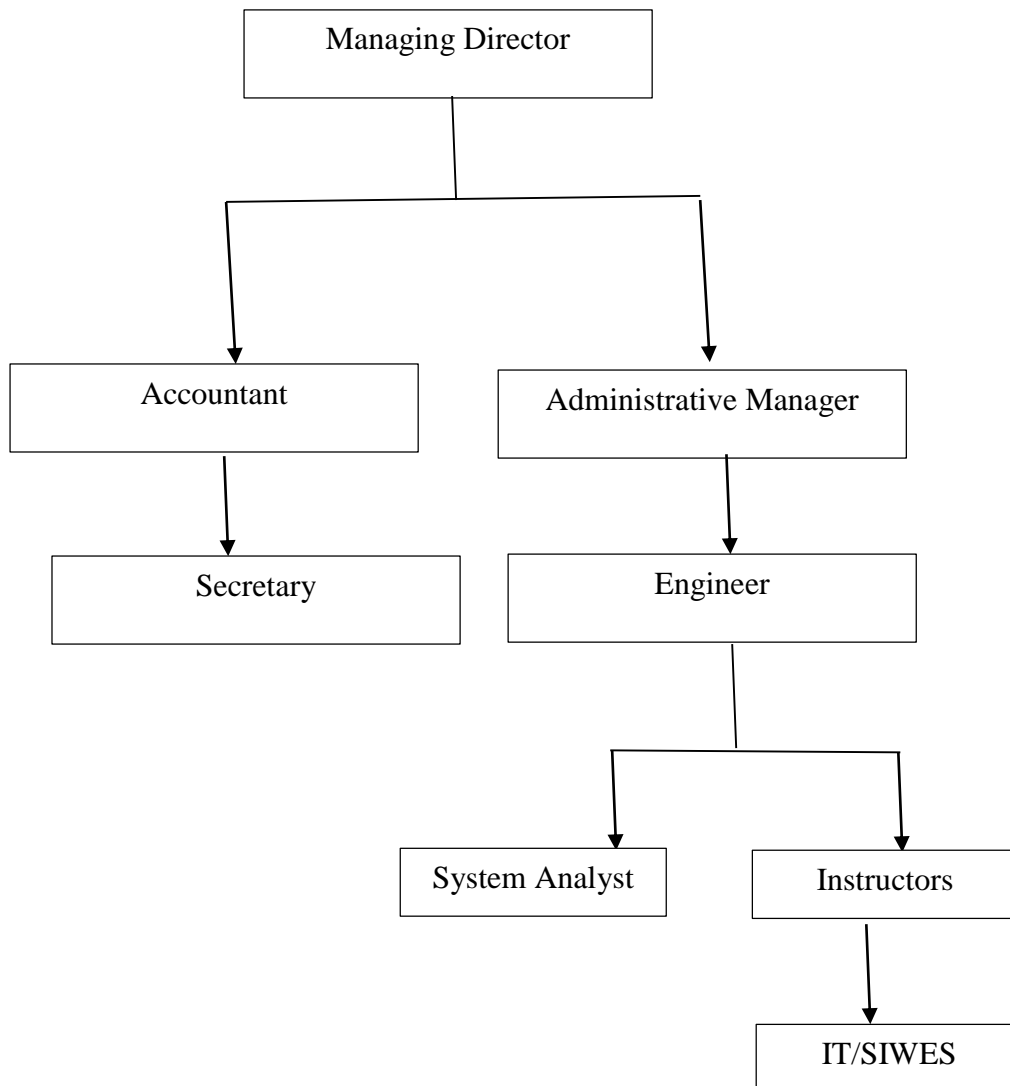 Managing Director
Accountant
Administrative Manager
Secretary
Engineer
System Analyst
Instructors
IT/SIWES